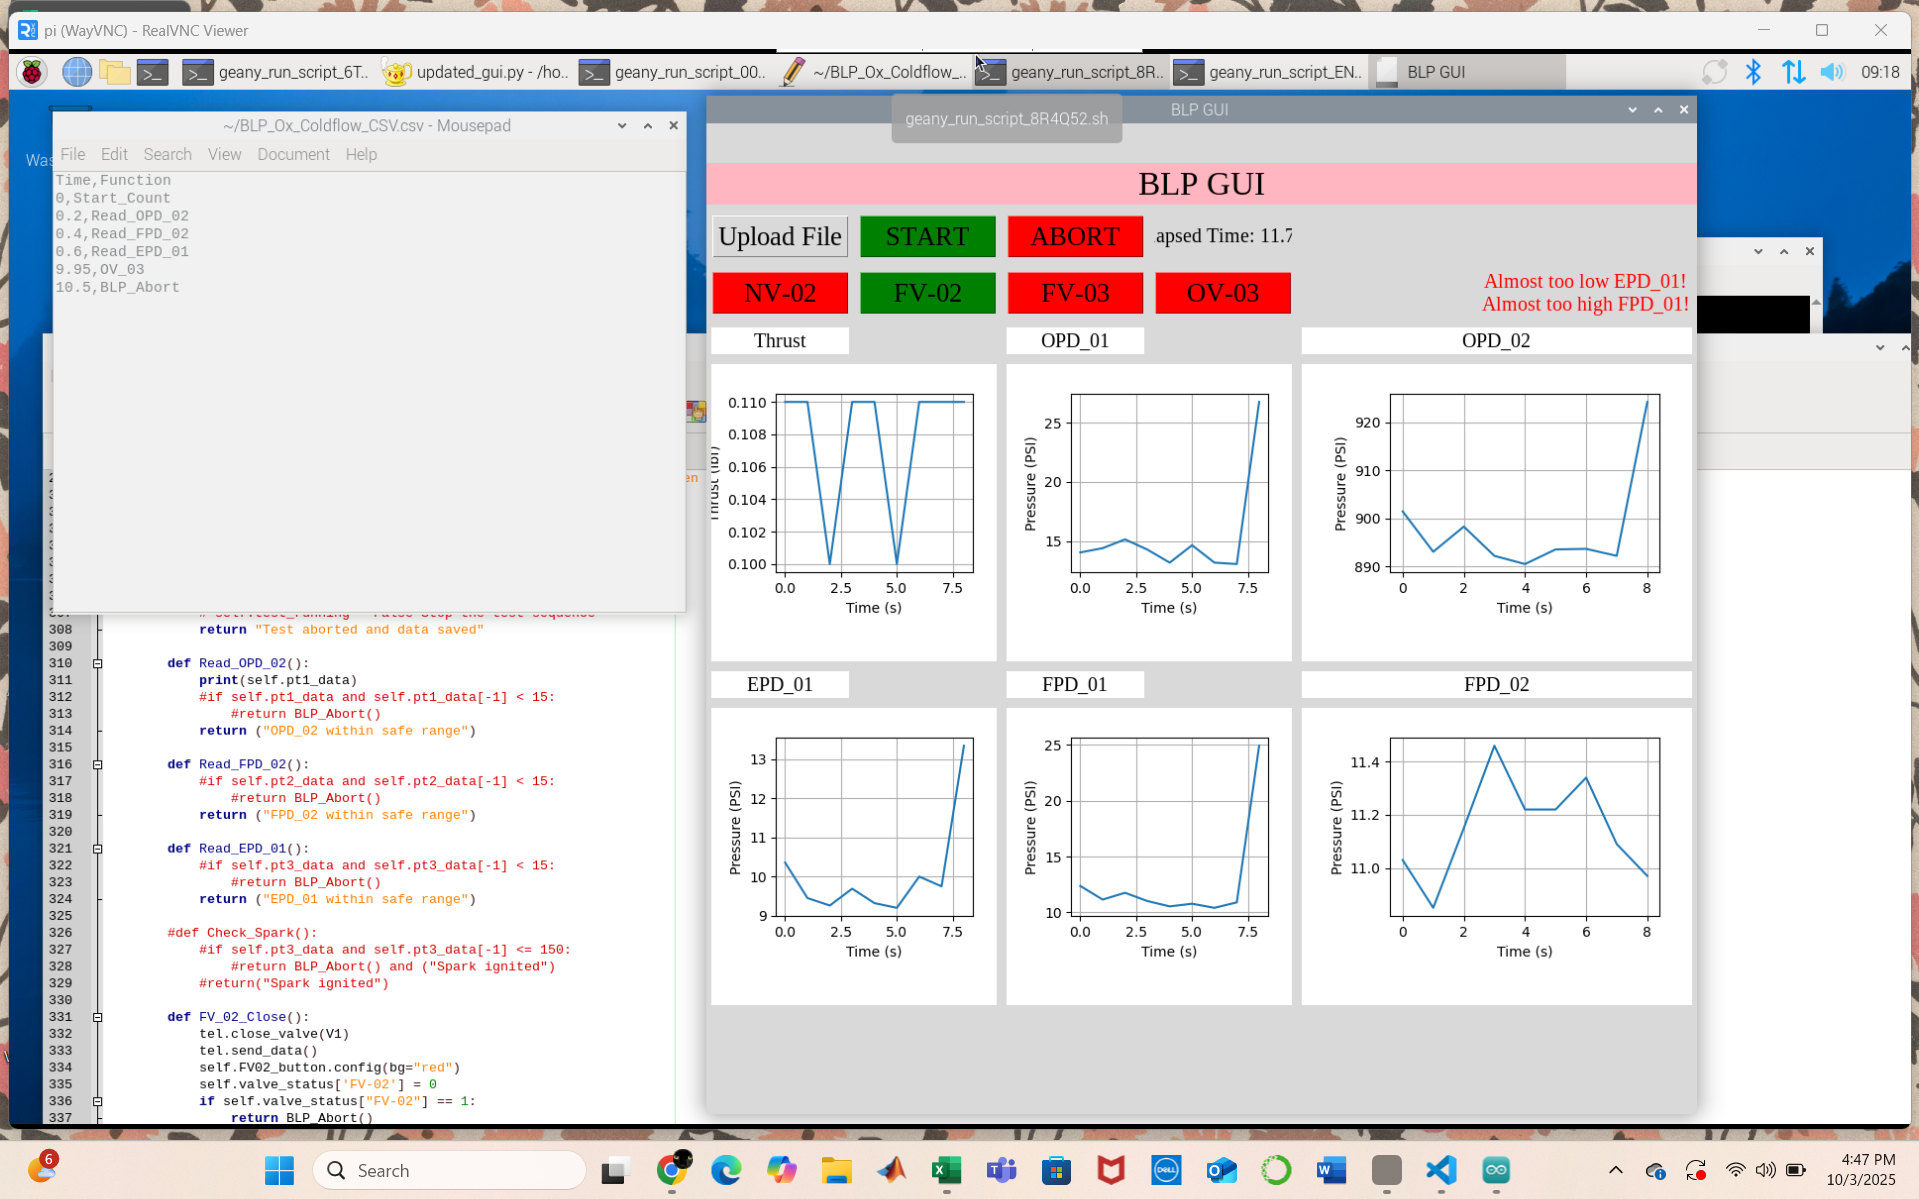 pi (WayVNC) - RealVNC Viewer
geany_run_script_6T..
updated_gui.py - /ho..
geany_run_script_00..
~/BLP_Ox_Coldflow_..
geany_run_script_8R..
geany_run_script_EN..
BLP GUI
09:18
geany_run_script_8R4Q52.sh
BLP GUI
~/BLP_Ox_Coldflow_CSV.csv - Mousepad
Was
File Edit Search View Document Help
Time,Function
0,Start_Count
0.2,Read_OPD_02
0.4,Read_FPD_02
0.6,Read_EPD_01
9.95,OV_03
10.5,BLP_Abort
BLP GUI
Upload File START ABORT apsed Time: 11.7
NV-02 FV-02 FV-03 OV-03
Almost too low EPD_01!
Almost too high FPD_01!
Thrust OPD_01 OPD_02
0.110
0.108
0.106
0.104
0.102
0.100
Thrust (lbf)
0.0 2.5 5.0 7.5
Time (s)
25
20
15
Pressure (PSI)
0.0 2.5 5.0 7.5
Time (s)
920
910
900
890
Pressure (PSI)
0 2 4 6 8
Time (s)
EPD_01 FPD_01 FPD_02
13
12
11
10
9
Pressure (PSI)
0.0 2.5 5.0 7.5
Time (s)
25
20
15
10
Pressure (PSI)
0.0 2.5 5.0 7.5
Time (s)
11.4
11.2
11.0
Pressure (PSI)
0 2 4 6 8
Time (s)
en
308 return "Test aborted and data saved"
309
310 def Read_OPD_02():
311 print(self.pt1_data)
312 #if self.pt1_data and self.pt1_data[-1] < 15:
313 #return BLP_Abort()
314 return ("OPD_02 within safe range")
315
316 def Read_FPD_02():
317 #if self.pt2_data and self.pt2_data[-1] < 15:
318 #return BLP_Abort()
319 return ("FPD_02 within safe range")
320
321 def Read_EPD_01():
322 #if self.pt3_data and self.pt3_data[-1] < 15:
323 #return BLP_Abort()
324 return ("EPD_01 within safe range")
325
326 #def Check_Spark():
327 #if self.pt3_data and self.pt3_data[-1] <= 150:
328 #return BLP_Abort() and ("Spark ignited")
329 #return("Spark ignited")
330
331 def FV_02_Close():
332 tel.close_valve(V1)
333 tel.send_data()
334 self.FV02_button.config(bg="red")
335 self.valve_status['FV-02'] = 0
336 if self.valve_status["FV-02"] == 1:
337 return BLP_Abort()
6
Search
DELL
4:47 PM
10/3/2025